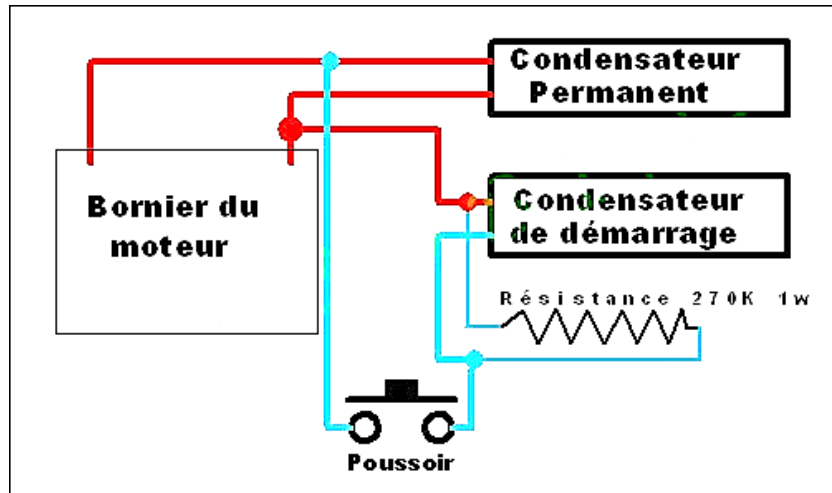 Condensateur
Permanent
Bornier du
moteur
Condensateur
de démarrage
Résistance 270K 1w
Poussoir